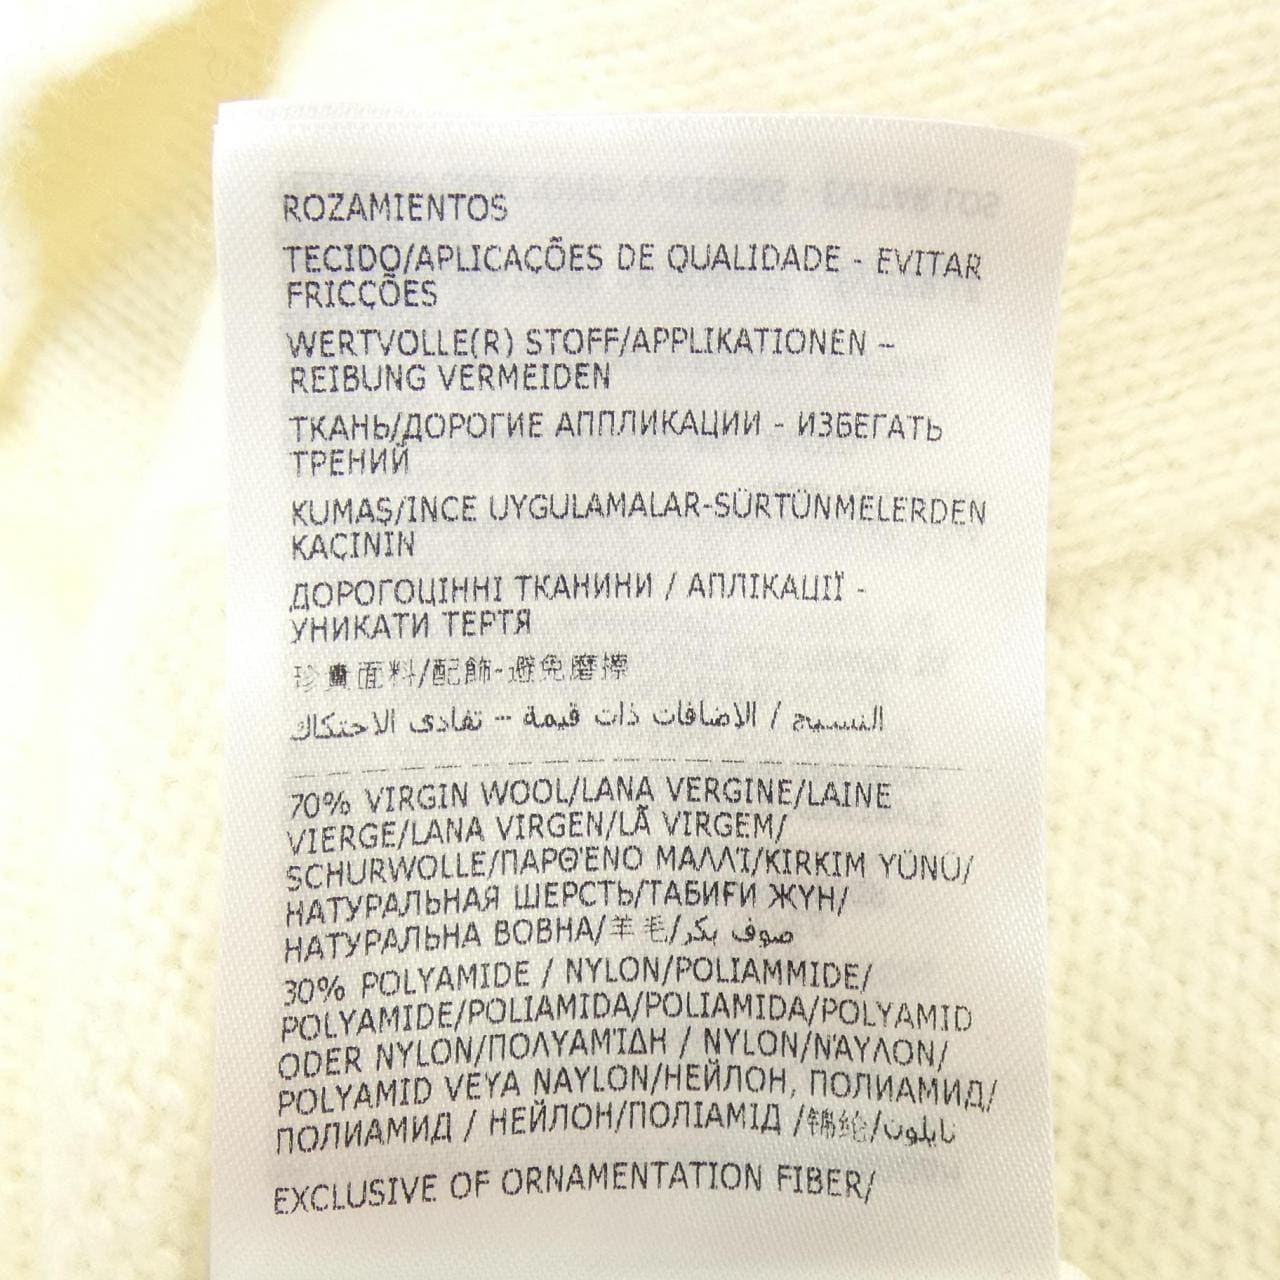 ROZAMIENTOS
TECIDO/APLICAÇÕES DE QUALIDADE - EVITAR
FRICÇÕES
WERTVOLLE(R) STOFF/APPLIKATIONEN –
REIBUNG VERMEIDEN
ТКАНЬ/ДОРОГИЕ АППЛИКАЦИИ - ИЗБЕГАТЬ
ТРЕНИЙ
KUMAŞ/INCE UYGULAMALAR-SÜRTÜNMELERDEN
KAÇININ
ДОРОГОЦІННІ ТКАНИНИ / АПЛІКАЦІЇ -
УНИКАТИ ТЕРТЯ
珍貴面料/配飾-避免磨擦
النسيج / الإضافات ذات قيمة -- تفادى الاحتكاك
70% VIRGIN WOOL/LANA VERGINE/LAINE
VIERGE/LANA VIRGEN/LÃ VIRGEM/
SCHURWOLLE/ΠΑΡΘΈΝΟ ΜΑΛΛΊ/KIRKIM YÜNÜ/
НАТУРАЛЬНАЯ ШЕРСТЬ/ТАБИҒИ ЖҮН/
НАТУРАЛЬНА ВОВНА/羊毛/صوف بكر
30% POLYAMIDE / NYLON/POLIAMMIDE/
POLYAMIDE/POLIAMIDA/POLIAMIDA/POLYAMID
ODER NYLON/ΠΟΛΥΑΜΊΔΗ / NYLON/ΝΆΥΛΟΝ/
POLYAMID VEYA NAYLON/НЕЙЛОН, ПОЛИАМИД/
ПОЛИАМИД / НЕЙЛОН/ПОЛІАМІД /锦纶/نايلون
EXCLUSIVE OF ORNAMENTATION FIBER/